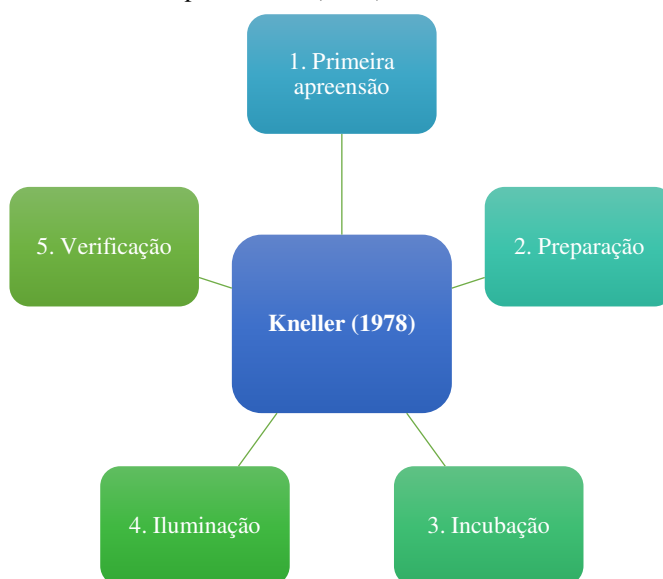 1. Primeira
apreensão
5. Verificação
2. Preparação
Kneller (1978)
4. Iluminação
3. Incubação